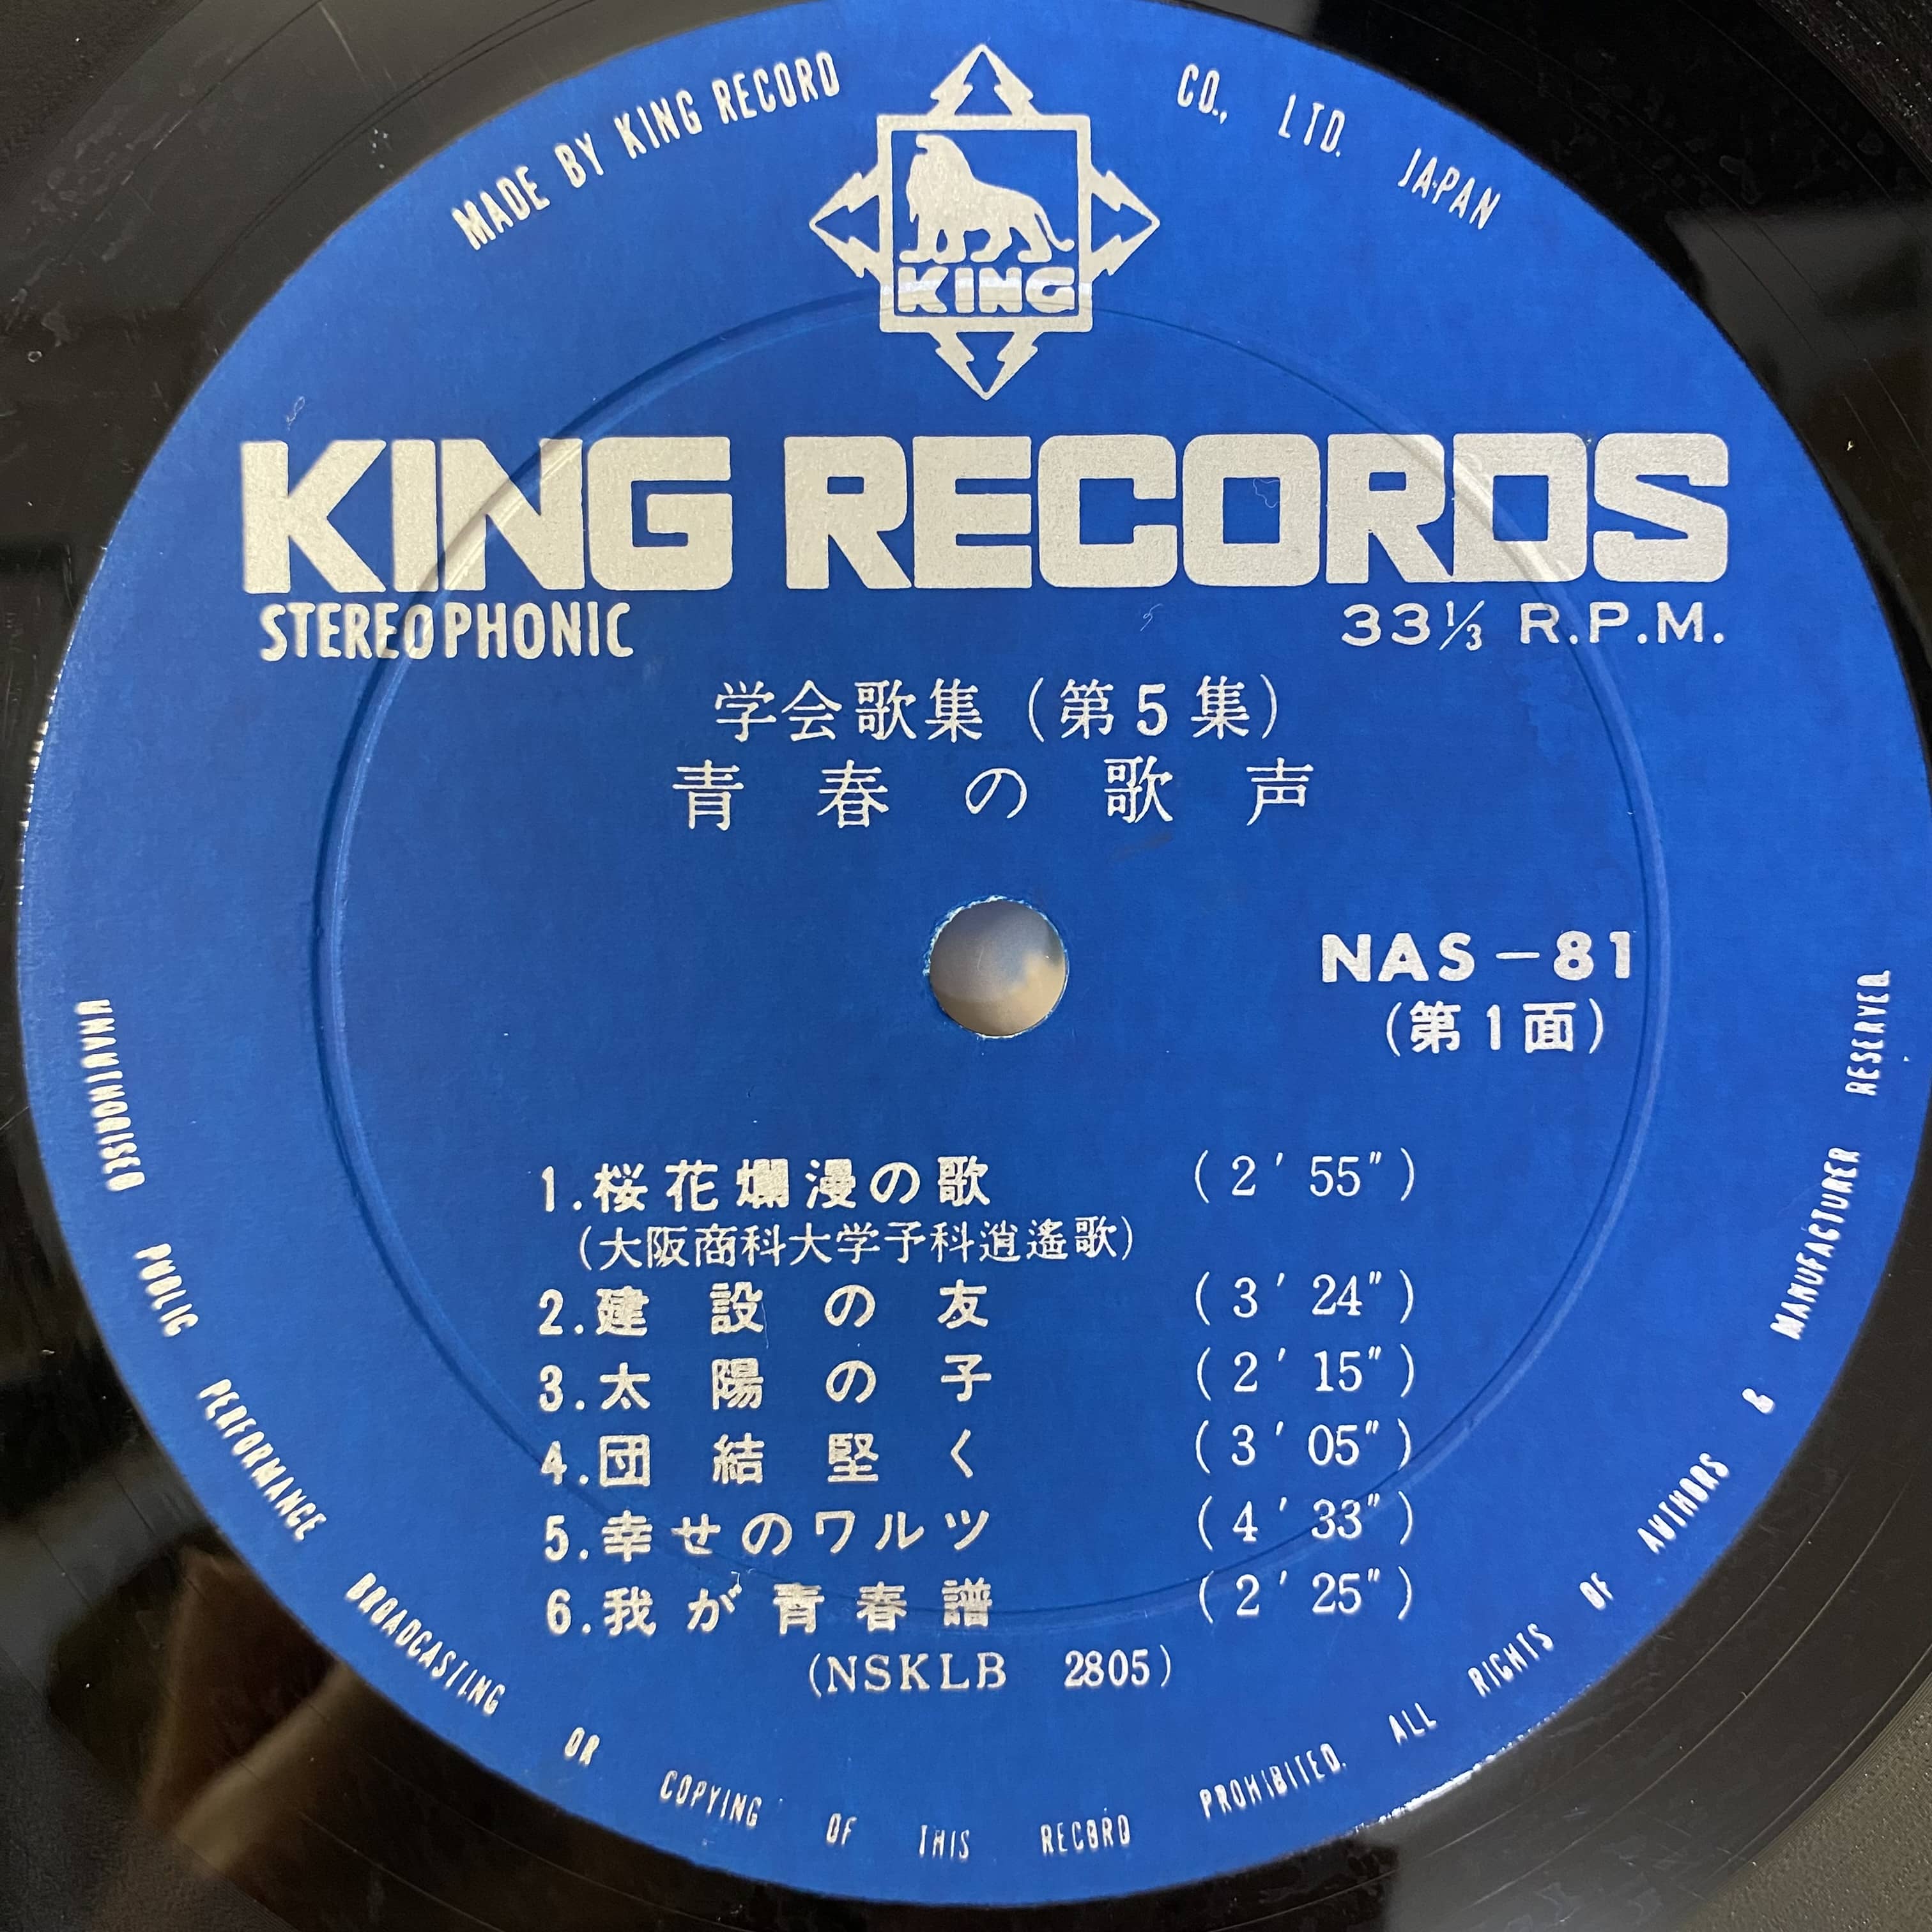 MADE BY KING RECORD CO., LTD. JAPAN
KING
KING RECORDS
STEREOPHONIC
33⅓ R.P.M.
学会歌集(第5集)
青春の歌声
NAS-81
(第1面)
1.桜花爛漫の歌 (2′55″)
(大阪商科大学予科逍遙歌)
2.建設の友 (3′24″)
3.太陽の子 (2′15″)
4.団結堅く (3′05″)
5.幸せのワルツ (4′33″)
6.我が青春譜 (2′25″)
(NSKLB 2805)
UNAUTHORISED PUBLIC PERFORMANCE BROADCASTING OR COPYING OF THIS RECORD PROHIBITED. ALL RIGHTS OF AUTHORS & MANUFACTURER RESERVED